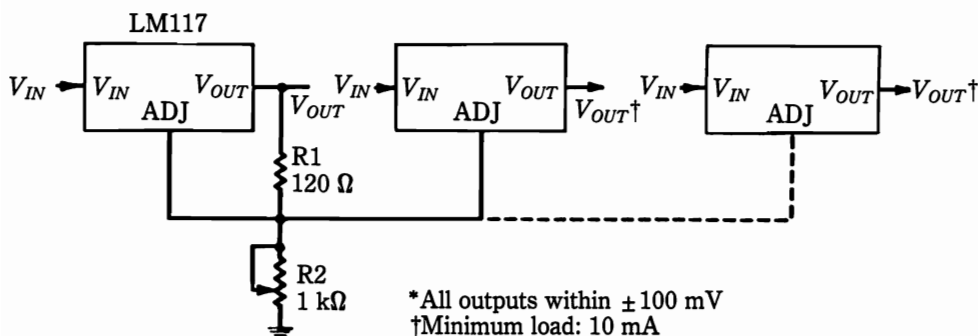 LM117
V_IN V_IN V_OUT V_OUT
ADJ
V_IN V_IN V_OUT V_OUT†
ADJ
V_IN V_IN V_OUT V_OUT†
ADJ
R1
120 Ω
R2
1 kΩ
*All outputs within ± 100 mV
†Minimum load: 10 mA